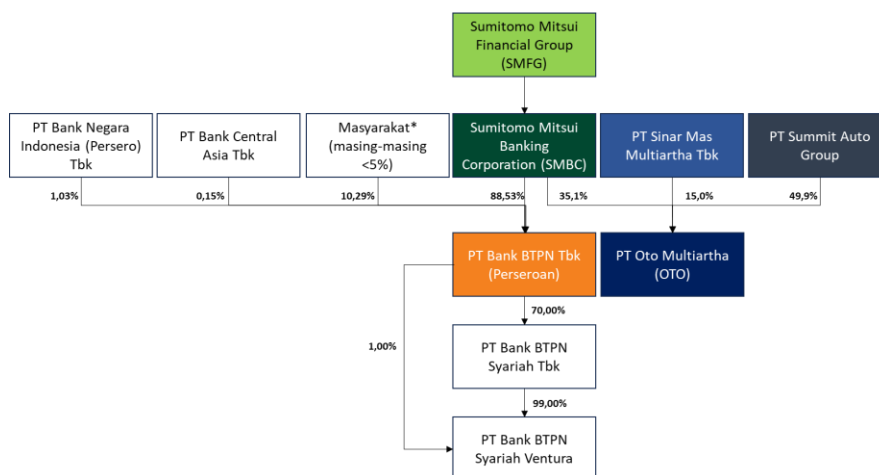 Sumitomo Mitsui
Financial Group
(SMFG)
PT Bank Negara
Indonesia (Persero)
Tbk
PT Bank Central
Asia Tbk
Masyarakat*
(masing-masing
<5%)
Sumitomo Mitsui
Banking
Corporation (SMBC)
PT Sinar Mas
Multiartha Tbk
PT Summit Auto
Group
1,03%
0,15%
10,29%
88,53%
35,1%
15,0%
49,9%
PT Bank BTPN Tbk
(Perseroan)
PT Oto Multiartha
(OTO)
70,00%
1,00%
PT Bank BTPN
Syariah Tbk
99,00%
PT Bank BTPN
Syariah Ventura